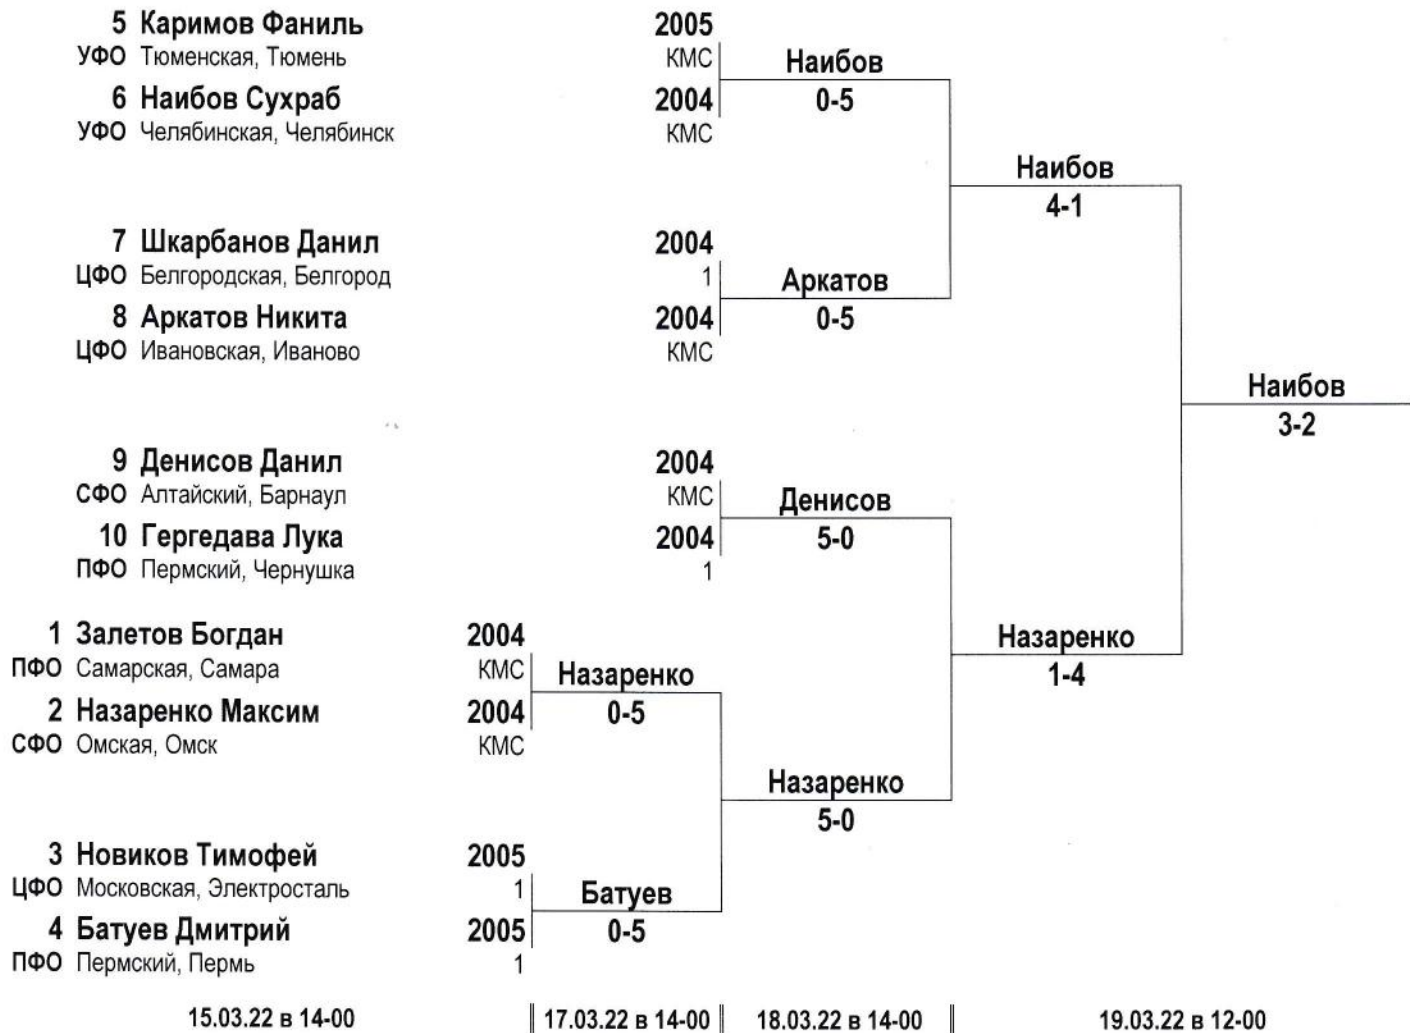 5 Каримов Фаниль 2005
УФО Тюменская, Тюмень КМС
Наибов
6 Наибов Сухраб 2004
0-5
УФО Челябинская, Челябинск КМС
Наибов
4-1
7 Шкарбанов Данил 2004
ЦФО Белгородская, Белгород 1
Аркатов
8 Аркатов Никита 2004
0-5
ЦФО Ивановская, Иваново КМС
Наибов
3-2
9 Денисов Данил 2004
СФО Алтайский, Барнаул КМС
Денисов
10 Гергедава Лука 2004
5-0
ПФО Пермский, Чернушка 1
1 Залетов Богдан 2004
Назаренко
ПФО Самарская, Самара КМС
1-4
Назаренко
2 Назаренко Максим 2004
0-5
СФО Омская, Омск КМС
Назаренко
5-0
3 Новиков Тимофей 2005
ЦФО Московская, Электросталь 1
Батуев
4 Батуев Дмитрий 2005
0-5
ПФО Пермский, Пермь 1
15.03.22 в 14-00 17.03.22 в 14-00 18.03.22 в 14-00 19.03.22 в 12-00